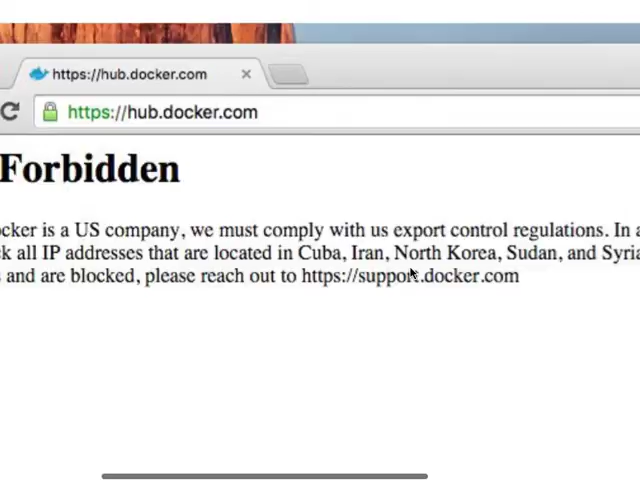 https://hub.docker.com
https://hub.docker.com
Forbidden
is a US company, we must comply with us export control regulations. In
all IP addresses that are located in Cuba, Iran, North Korea, Sudan, and
and are blocked, please reach out to https://support.docker.com